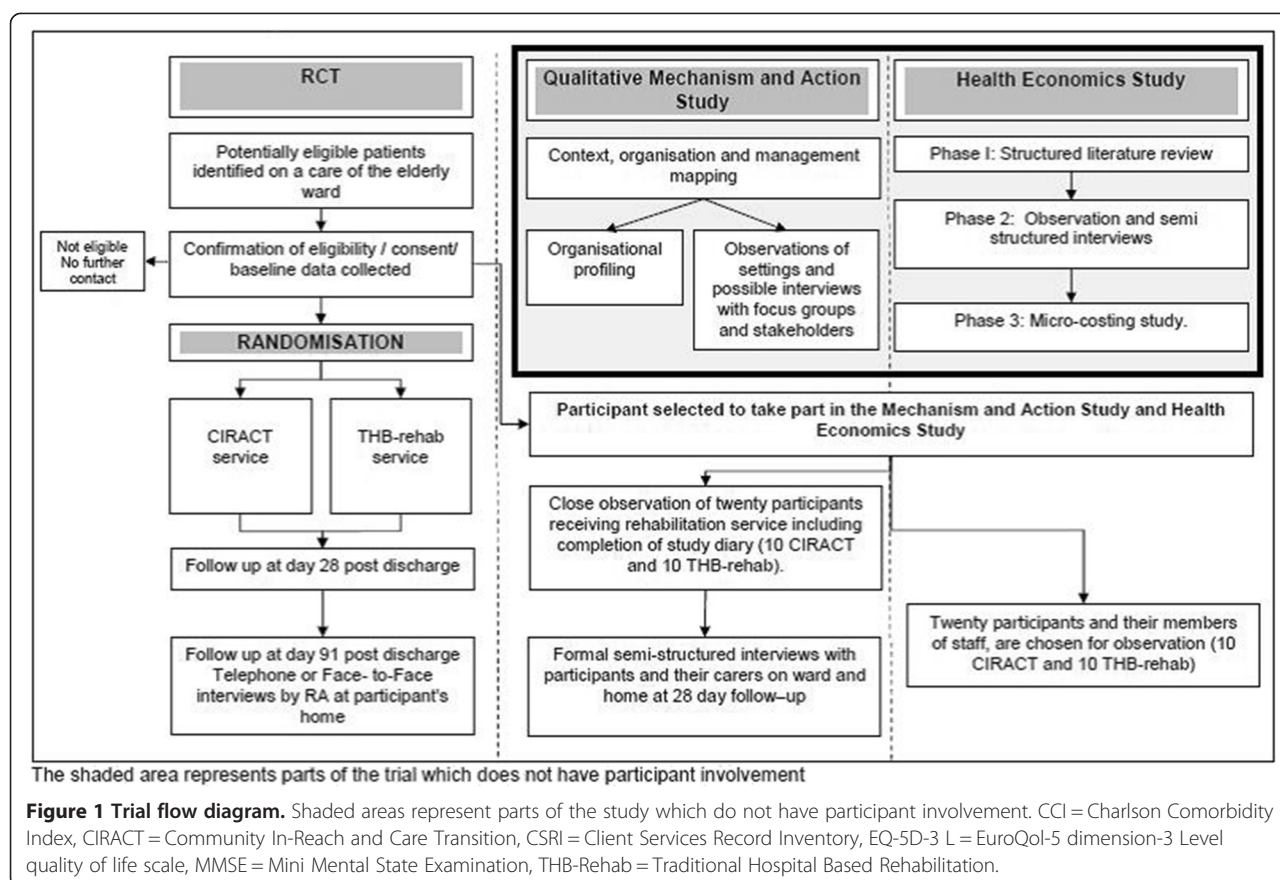 RCT
Potentially eligible patients
identified on a care of the elderly
ward
Not eligible
No further
contact
Confirmation of eligibility / consent/
baseline data collected
RANDOMISATION
CIRACT
service
THB-rehab
service
Follow up at day 28 post discharge
Follow up at day 91 post discharge
Telephone or Face- to-Face
interviews by RA at participant's
home
Qualitative Mechanism and Action
Study
Context, organisation and management
mapping
Organisational
profiling
Observations of
settings and
possible interviews
with focus groups
and stakeholders
Health Economics Study
Phase I: Structured literature review
Phase 2: Observation and semi
structured interviews
Phase 3: Micro-costing study.
Participant selected to take part in the Mechanism and Action Study and Health
Economics Study
Close observation of twenty participants
receiving rehabilitation service including
completion of study diary (10 CIRACT
and 10 THB-rehab).
Formal semi-structured interviews with
participants and their carers on ward and
home at 28 day follow–up
Twenty participants and their members
of staff, are chosen for observation (10
CIRACT and 10 THB-rehab)
The shaded area represents parts of the trial which does not have participant involvement
Figure 1 Trial flow diagram. Shaded areas represent parts of the study which do not have participant involvement. CCI = Charlson Comorbidity
Index, CIRACT = Community In-Reach and Care Transition, CSRI = Client Services Record Inventory, EQ-5D-3 L = EuroQol-5 dimension-3 Level
quality of life scale, MMSE = Mini Mental State Examination, THB-Rehab = Traditional Hospital Based Rehabilitation.